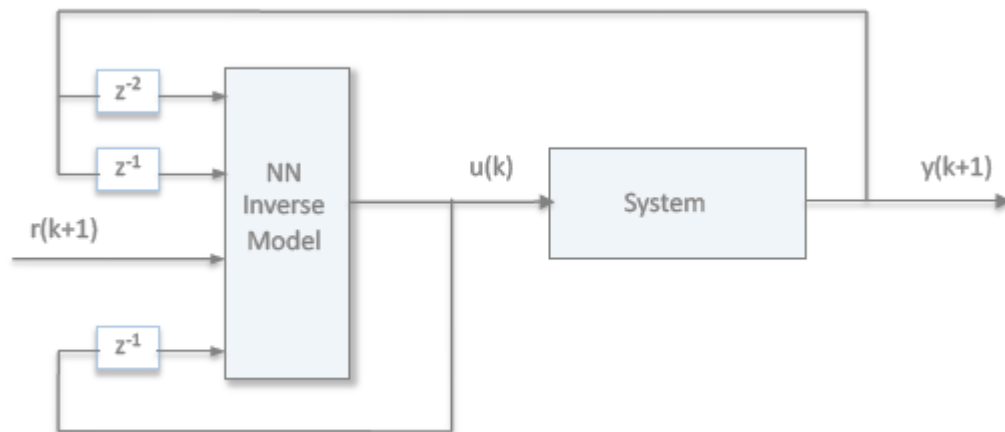 z⁻²
z⁻¹
r(k+1)
z⁻¹
NN
Inverse
Model
u(k)
System
y(k+1)